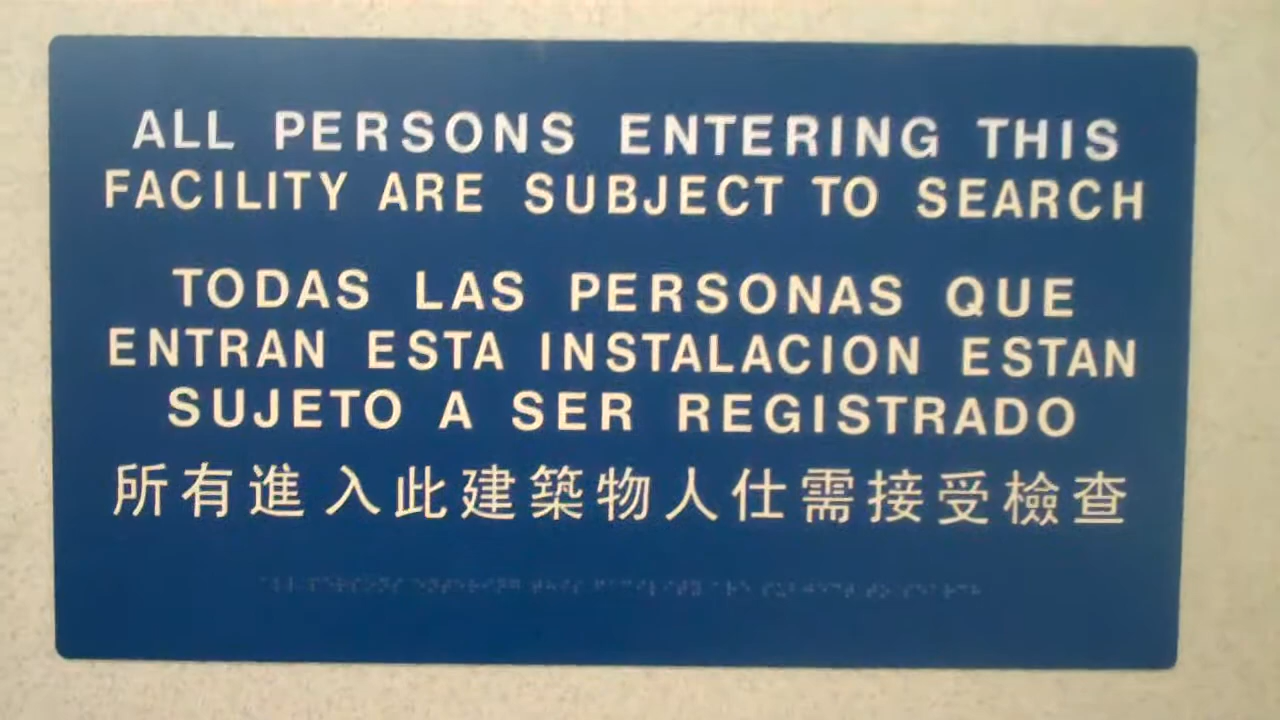 ALL PERSONS ENTERING THIS
FACILITY ARE SUBJECT TO SEARCH
TODAS LAS PERSONAS QUE
ENTRAN ESTA INSTALACION ESTAN
SUJETO A SER REGISTRADO
所有進入此建築物人仕需接受檢查